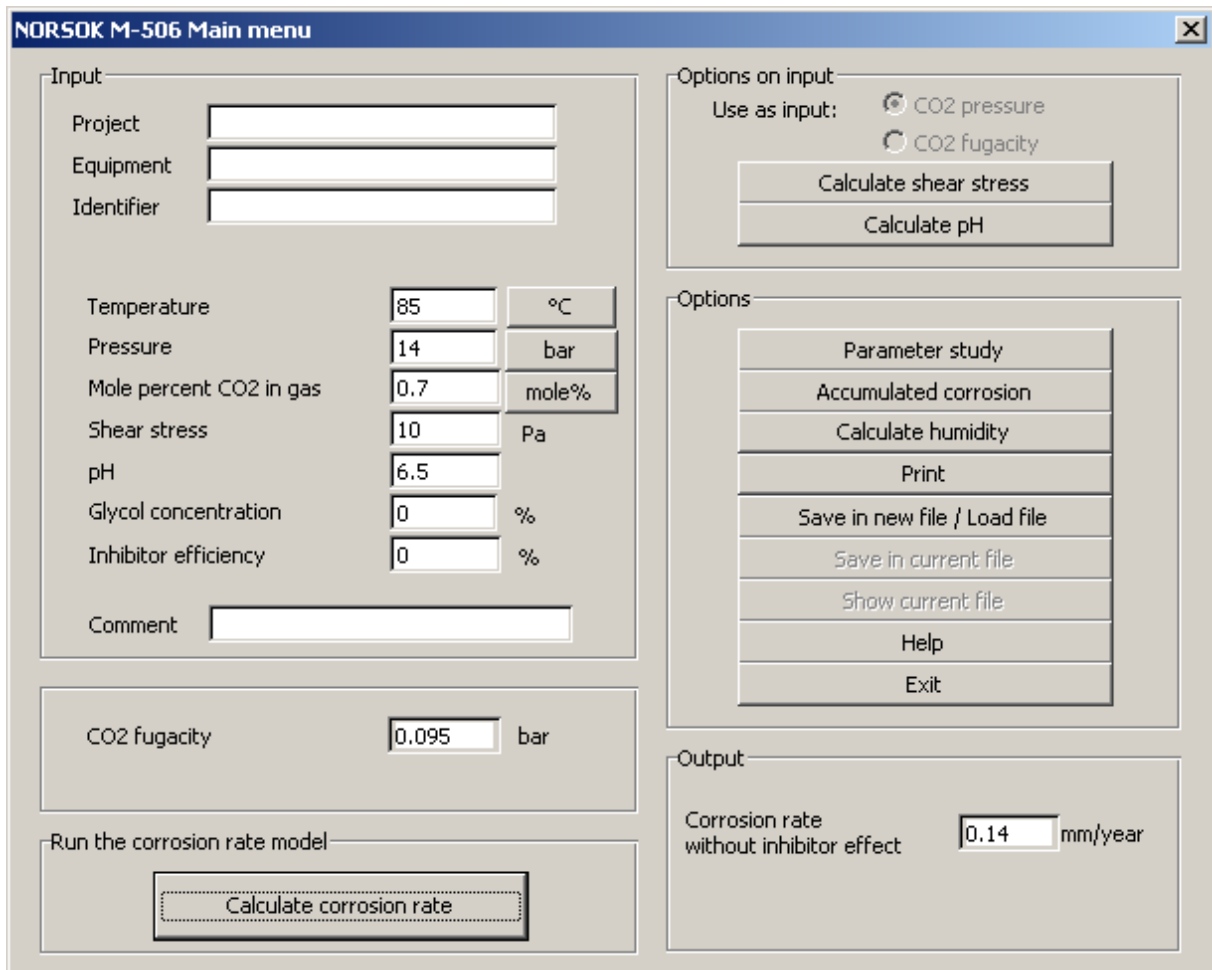 NORSOK M-506 Main menu
Input
Project
Equipment
Identifier
Temperature 85 °C
Pressure 14 bar
Mole percent CO2 in gas 0.7 mole%
Shear stress 10 Pa
pH 6.5
Glycol concentration 0 %
Inhibitor efficiency 0 %
Comment
CO2 fugacity 0.095 bar
Run the corrosion rate model
Calculate corrosion rate
Options on input
Use as input: CO2 pressure
CO2 fugacity
Calculate shear stress
Calculate pH
Options
Parameter study
Accumulated corrosion
Calculate humidity
Print
Save in new file / Load file
Save in current file
Show current file
Help
Exit
Output
Corrosion rate
without inhibitor effect 0.14 mm/year